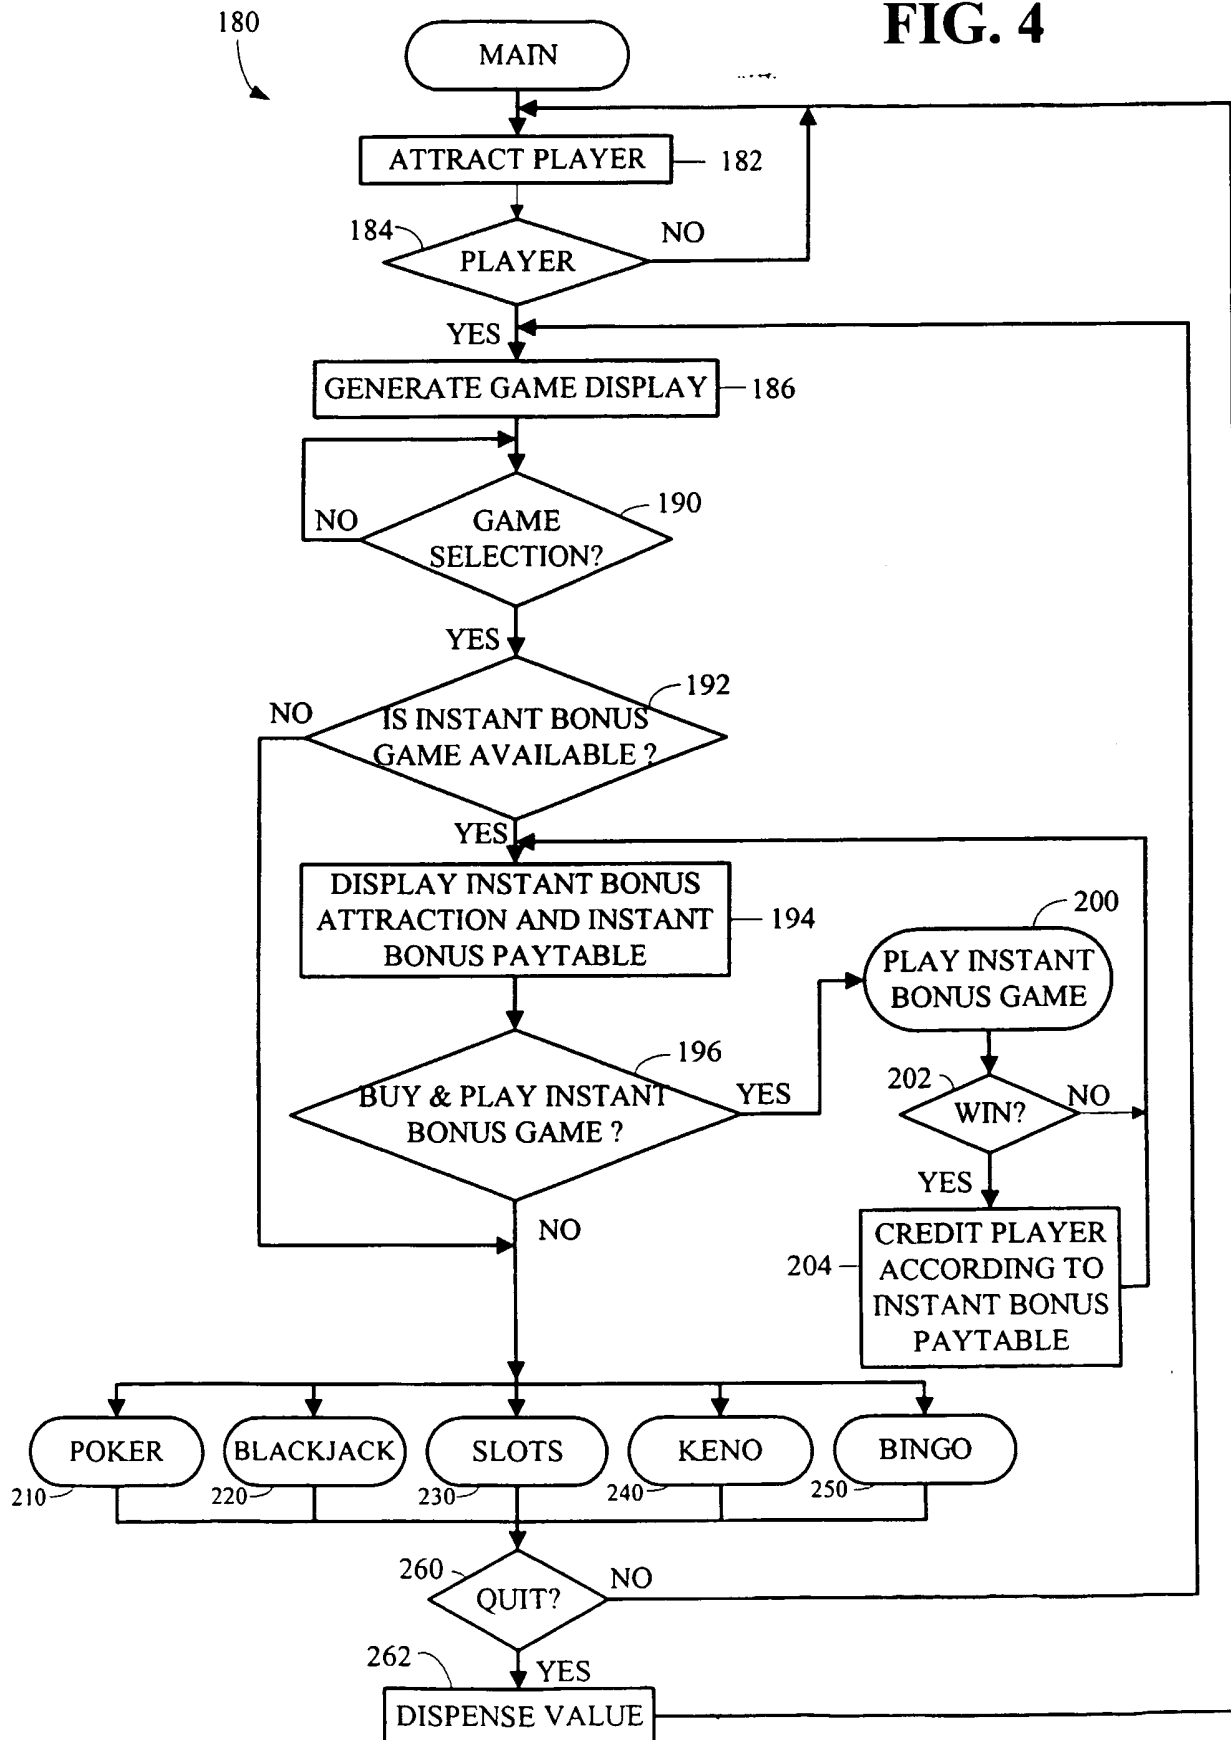 FIG. 4
180
MAIN
ATTRACT PLAYER
182
184
PLAYER
NO
YES
GENERATE GAME DISPLAY
186
NO
GAME
SELECTION?
190
YES
192
NO
IS INSTANT BONUS
GAME AVAILABLE ?
YES
DISPLAY INSTANT BONUS
ATTRACTION AND INSTANT
BONUS PAYTABLE
194
200
PLAY INSTANT
BONUS GAME
196
BUY & PLAY INSTANT
BONUS GAME ?
YES
202
WIN?
NO
YES
NO
204
CREDIT PLAYER
ACCORDING TO
INSTANT BONUS
PAYTABLE
POKER
BLACKJACK
SLOTS
KENO
BINGO
210
220
230
240
250
260
QUIT?
NO
262
YES
DISPENSE VALUE